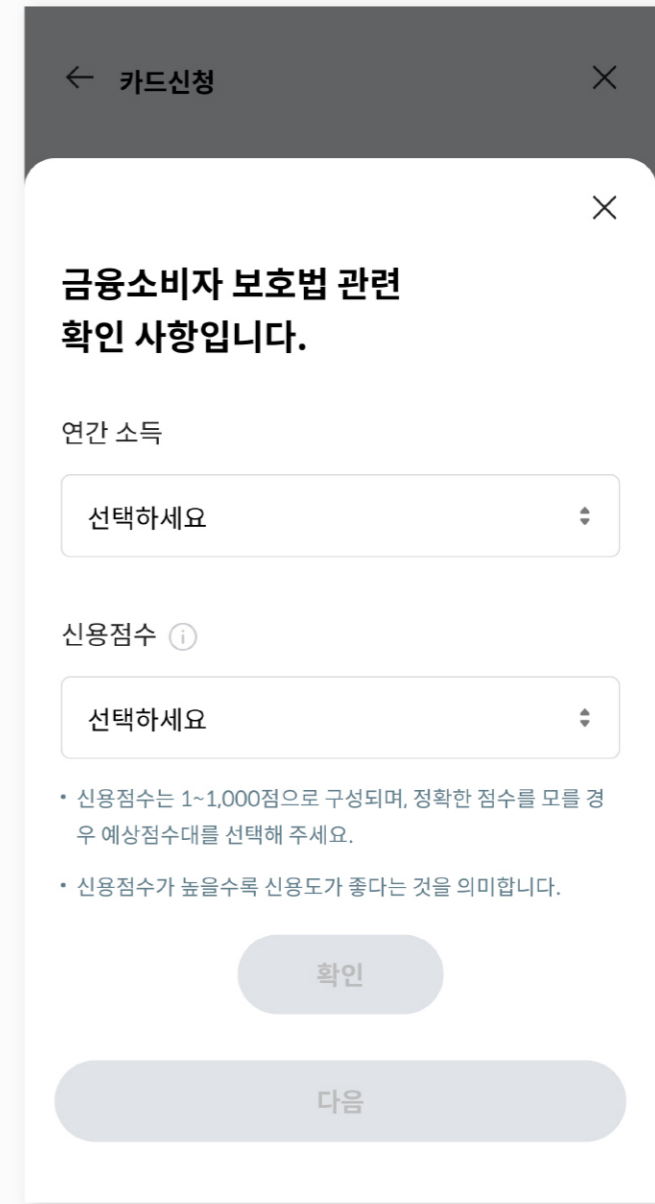 카드신청
금융소비자 보호법 관련
확인 사항입니다.
연간 소득
선택하세요
신용점수
선택하세요
• 신용점수는 1~1,000점으로 구성되며, 정확한 점수를 모를 경
우 예상점수대를 선택해 주세요.
• 신용점수가 높을수록 신용도가 좋다는 것을 의미합니다.
확인
다음